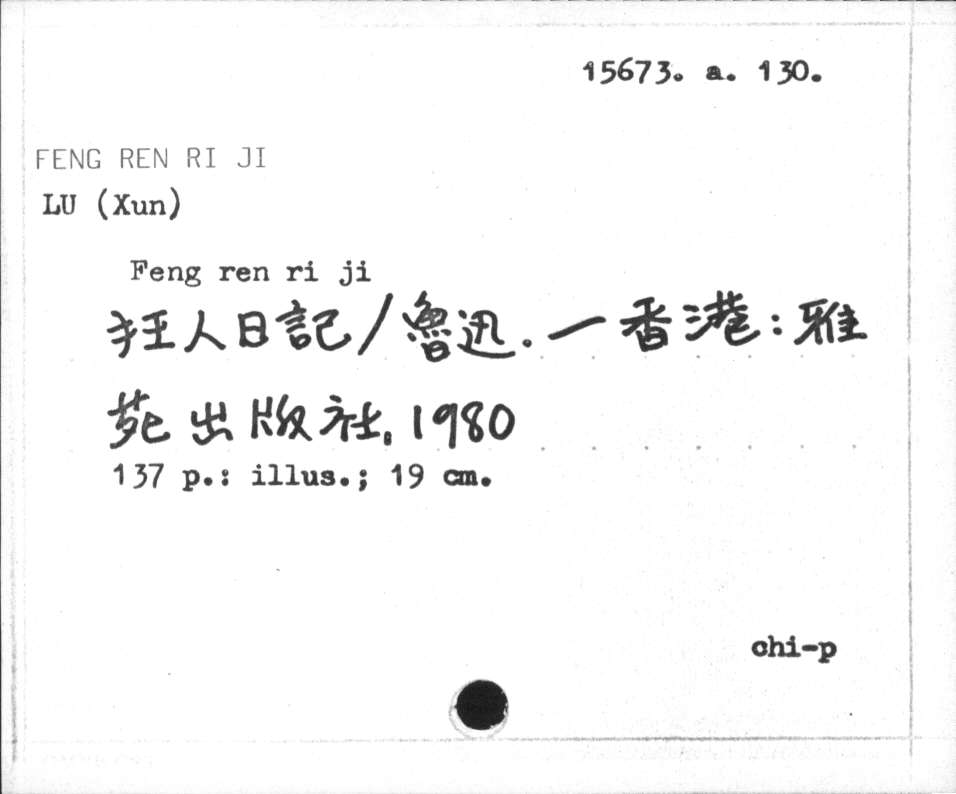 15673. a. 130.
FENG REN RI JI
LU (Xun)
Feng ren ri ji
狂人日記/魯迅.—香港:雅
苑出版社, 1980
137 p.: illus.; 19 cm.
chi-p